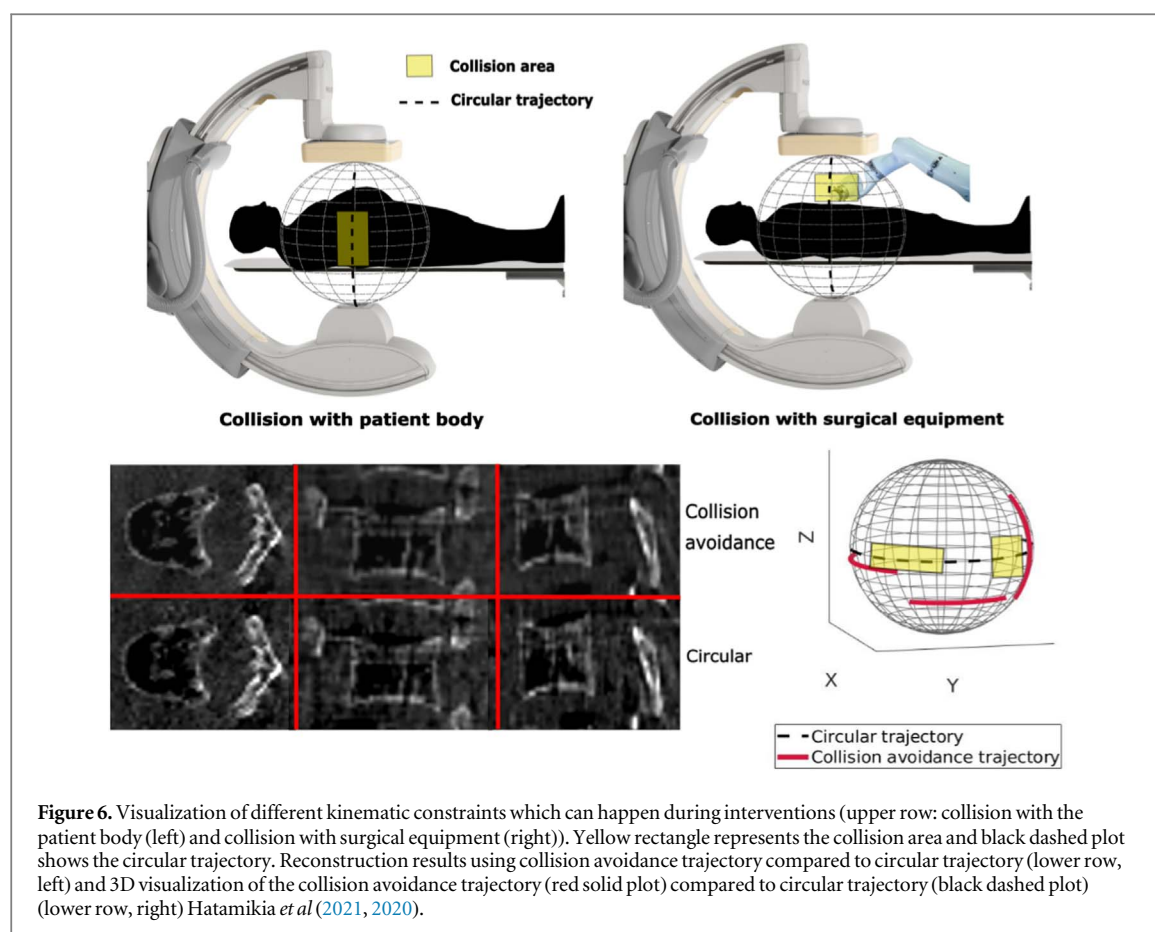 Collision area
Circular trajectory
Collision with patient body
Collision with surgical equipment
Collision
avoidance
Circular
Z
X
Y
Circular trajectory
Collision avoidance trajectory
Figure 6. Visualization of different kinematic constraints which can happen during interventions (upper row: collision with the
patient body (left) and collision with surgical equipment (right)). Yellow rectangle represents the collision area and black dashed plot
shows the circular trajectory. Reconstruction results using collision avoidance trajectory compared to circular trajectory (lower row,
left) and 3D visualization of the collision avoidance trajectory (red solid plot) compared to circular trajectory (black dashed plot)
(lower row, right) Hatamikia et al (2021, 2020).